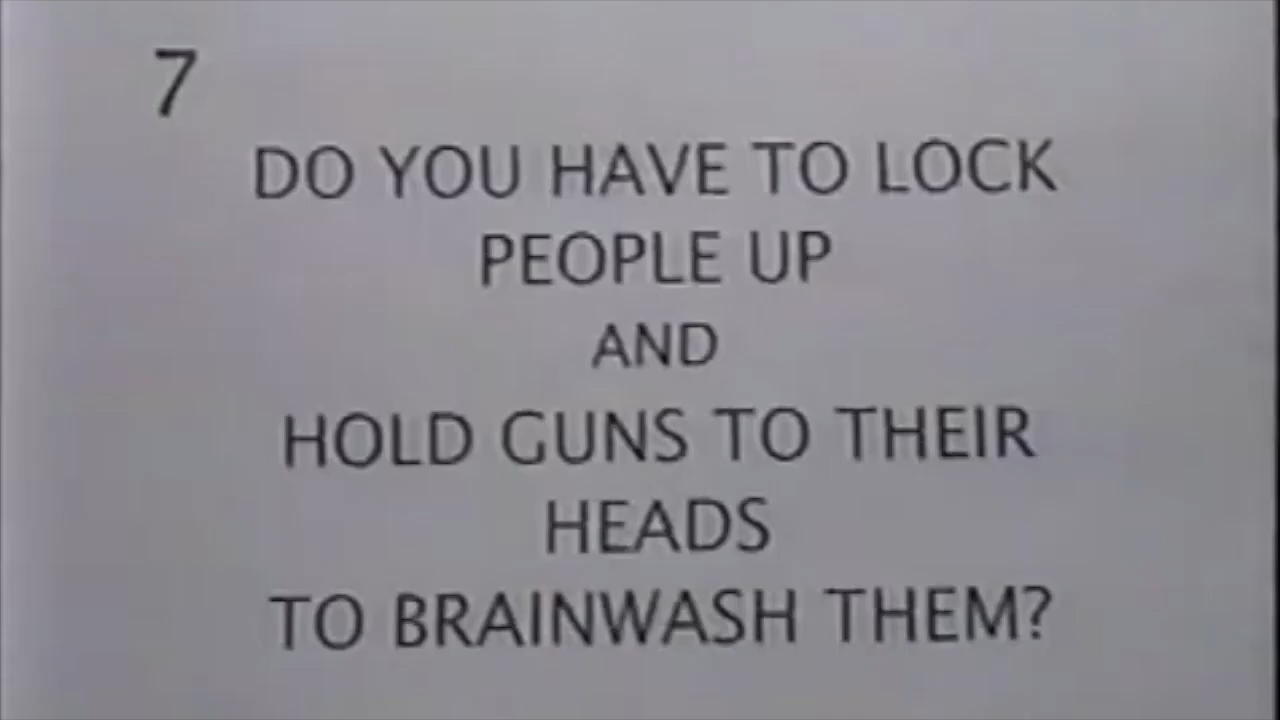 7
DO YOU HAVE TO LOCK
PEOPLE UP
AND
HOLD GUNS TO THEIR
HEADS
TO BRAINWASH THEM?